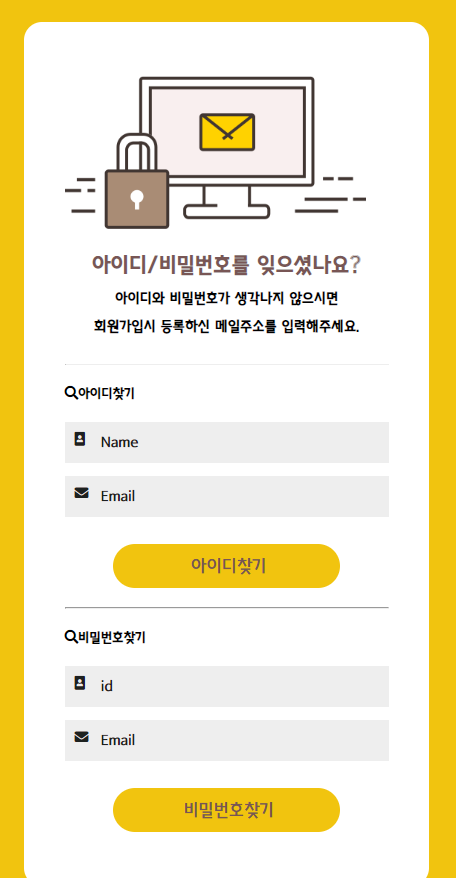 아이디/비밀번호를 잊으셨나요?
아이디와 비밀번호가 생각나지 않으시면
회원가입시 등록하신 메일주소를 입력해주세요.
아이디찾기
Name
Email
아이디찾기
비밀번호찾기
id
Email
비밀번호찾기